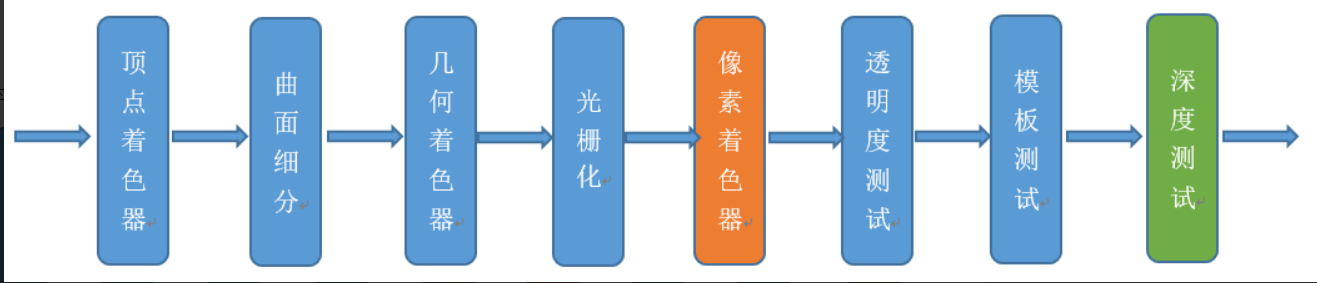 顶点着色器
曲面细分
几何着色器
光栅化
像素着色器
透明度测试
模板测试
深度测试